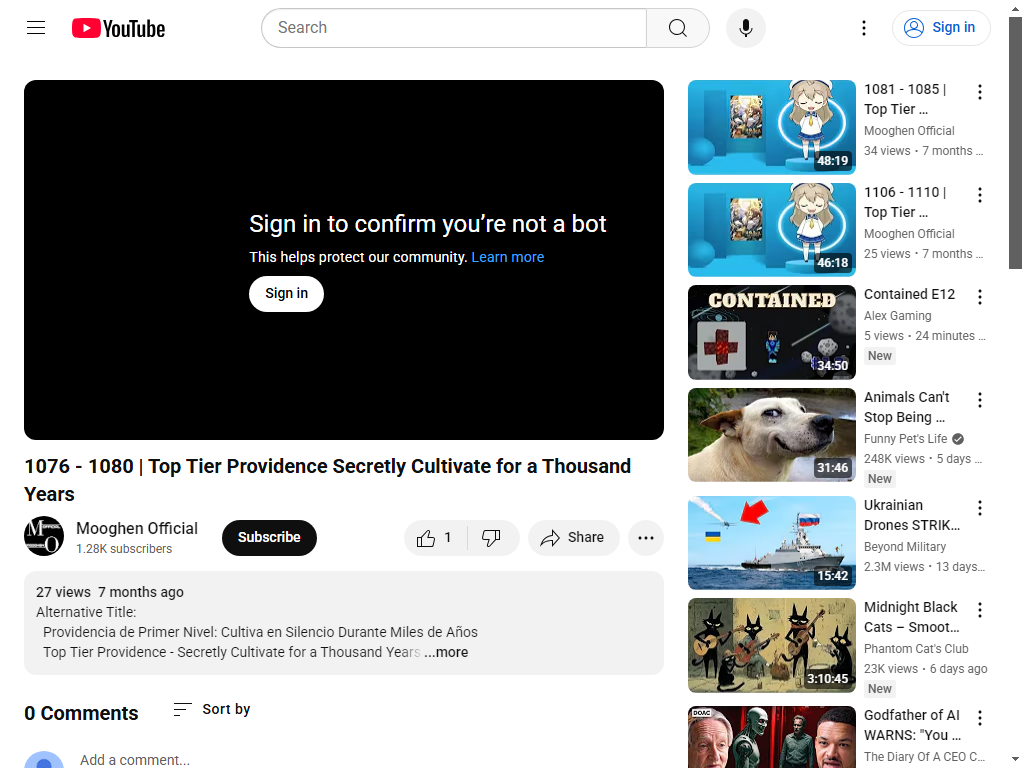 YouTube
Search
Sign in
Sign in to confirm you’re not a bot
This helps protect our community. Learn more
Sign in
1076 - 1080 | Top Tier Providence Secretly Cultivate for a Thousand
Years
Mooghen Official
1.28K subscribers
Subscribe
1
Share
27 views 7 months ago
Alternative Title:
Providencia de Primer Nivel: Cultiva en Silencio Durante Miles de Años
Top Tier Providence - Secretly Cultivate for a Thousand Years ...more
0 Comments
Sort by
Add a comment...
48:19
1081 - 1085 |
Top Tier ...
Mooghen Official
34 views • 7 months ...
46:18
1106 - 1110 |
Top Tier ...
Mooghen Official
25 views • 7 months ...
CONTAINED
34:50
Contained E12
Alex Gaming
5 views • 24 minutes ...
New
31:46
Animals Can't
Stop Being ...
Funny Pet's Life
248K views • 5 days ...
New
15:42
Ukrainian
Drones STRIK...
Beyond Military
2.3M views • 13 days...
3:10:45
Midnight Black
Cats – Smoot...
Phantom Cat's Club
23K views • 6 days ago
New
DOAC
Godfather of AI
WARNS: "You ...
The Diary Of A CEO C...